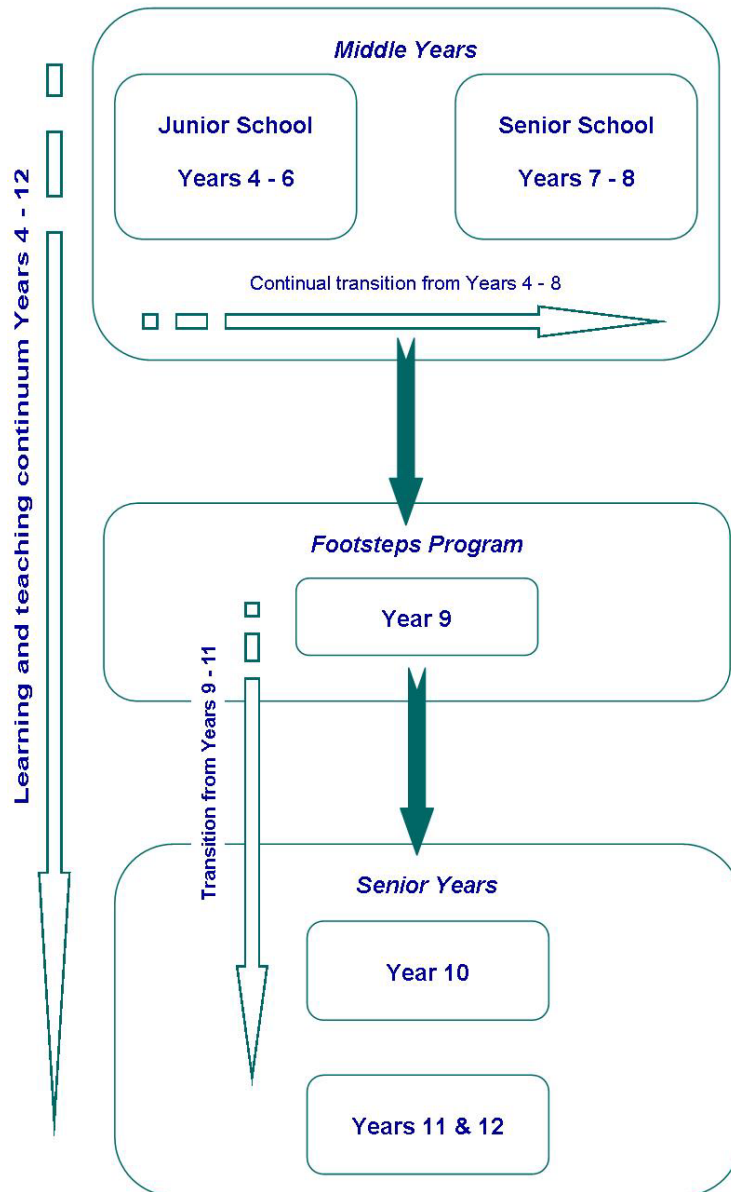 Middle Years
Junior School
Years 4 - 6
Senior School
Years 7 - 8
Continual transition from Years 4 - 8
Learning and teaching continuum Years 4 - 12
Footsteps Program
Year 9
Transition from Years 9 - 11
Senior Years
Year 10
Years 11 & 12